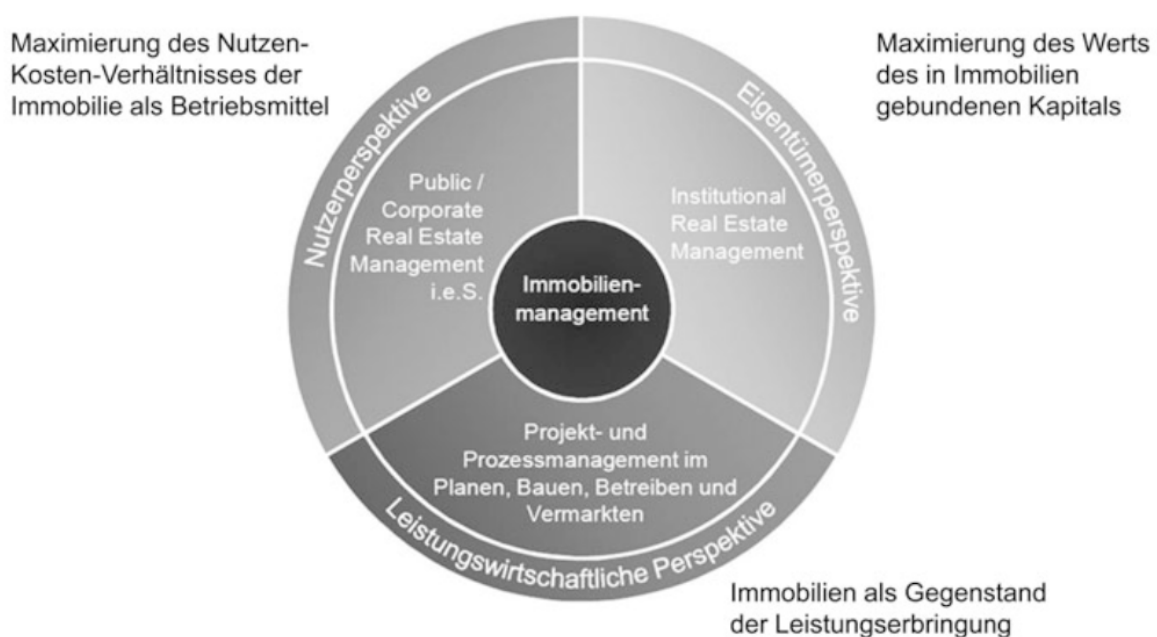 Maximierung des Nutzen-
Kosten-Verhältnisses der
Immobilie als Betriebsmittel
Maximierung des Werts
des in Immobilien
gebundenen Kapitals
Nutzerperspektive
Eigentümerperspektive
Public /
Corporate
Real Estate
Management
i.e.S.
Institutional
Real Estate
Management
Immobilien-
management
Projekt- und
Prozessmanagement im
Planen, Bauen, Betreiben und
Vermarkten
Leistungswirtschaftliche Perspektive
Immobilien als Gegenstand
der Leistungserbringung